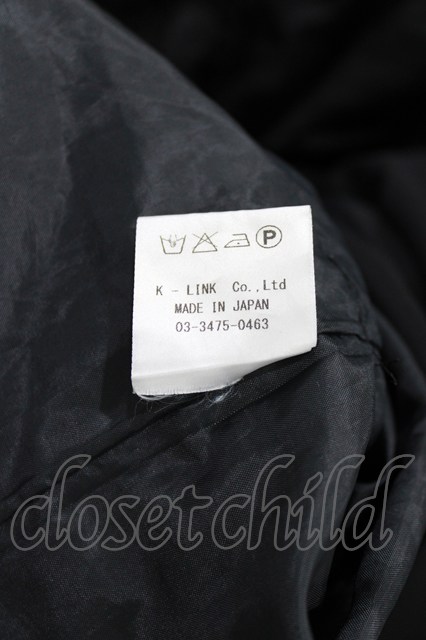 P
K - LINK Co.,Ltd
MADE IN JAPAN
03-3475-0463
closetchild